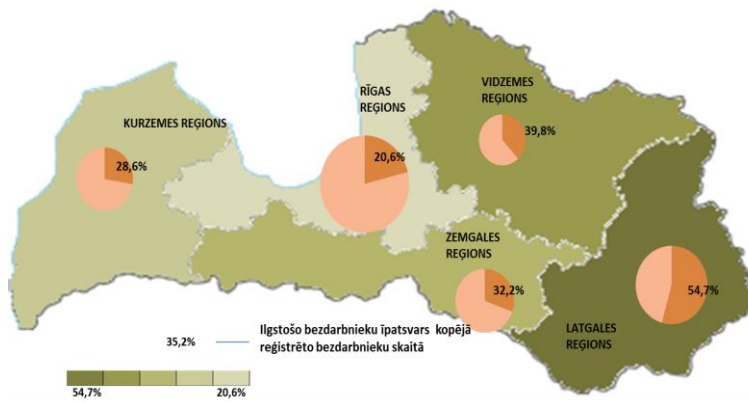 VIDZEMES
REĢIONS
39,8%
RĪGAS
REĢIONS
20,6%
KURZEMES REĢIONS
28,6%
ZEMGALES
REĢIONS
32,2%
54,7%
LATGALES
REĢIONS
35,2%
Ilgstošo bezdarbnieku īpatsvars kopējā
reģistrēto bezdarbnieku skaitā
54,7%
20,6%